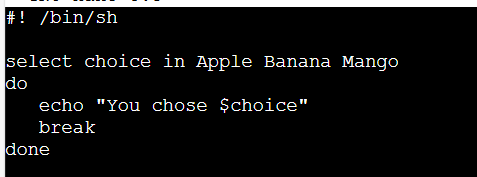 #! /bin/sh
select choice in Apple Banana Mango
do
   echo "You chose $choice"
   break
done